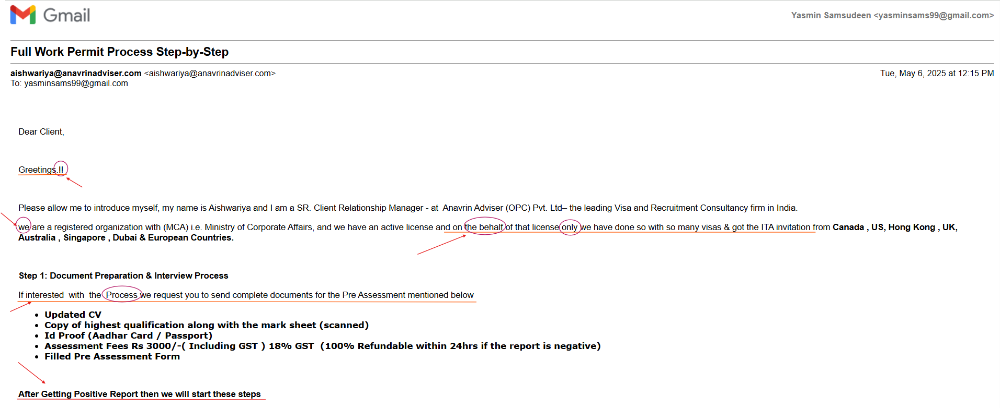 Gmail
Yasmin Samsudeen <yasminsams99@gmail.com>
Full Work Permit Process Step-by-Step
aishwariya@anavrinadviser.com <aishwariya@anavrinadviser.com>
Tue, May 6, 2025 at 12:15 PM
To: yasminsams99@gmail.com
Dear Client,
Greetings.!!
Please allow me to introduce myself, my name is Aishwariya and I am a SR. Client Relationship Manager - at  Anavrin Adviser (OPC) Pvt. Ltd– the leading Visa and Recruitment Consultancy firm in India.
we are a registered organization with (MCA) i.e. Ministry of Corporate Affairs, and we have an active license and on the behalf of that license only we have done so with so many visas & got the ITA invitation from Canada , US, Hong Kong , UK,
Australia , Singapore , Dubai & European Countries.
Step 1: Document Preparation & Interview Process
If interested  with  the  Process we request you to send complete documents for the Pre Assessment mentioned below
• Updated CV
• Copy of highest qualification along with the mark sheet (scanned)
• Id Proof (Aadhar Card / Passport)
• Assessment Fees Rs 3000/-( Including GST ) 18% GST  (100% Refundable within 24hrs if the report is negative)
• Filled Pre Assessment Form
After Getting Positive Report then we will start these steps